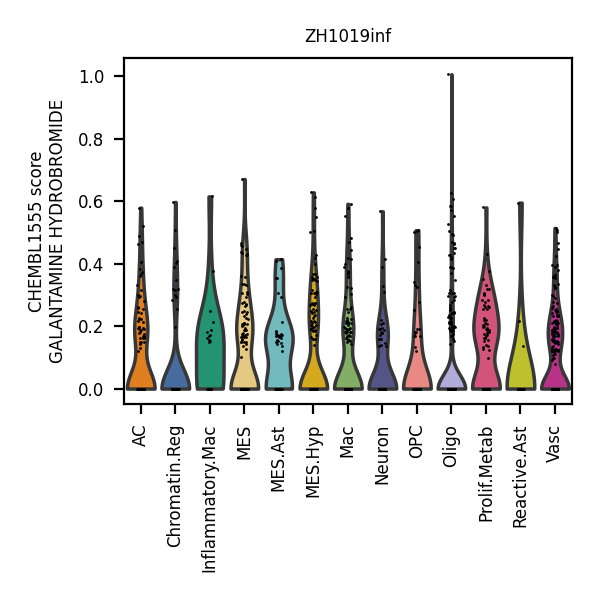 ZH1019inf
CHEMBL1555 score
GALANTAMINE HYDROBROMIDE
1.0
0.8
0.6
0.4
0.2
0.0
AC
Chromatin.Reg
Inflammatory.Mac
MES
MES.Ast
MES.Hyp
Mac
Neuron
OPC
Oligo
Prolif.Metab
Reactive.Ast
Vasc